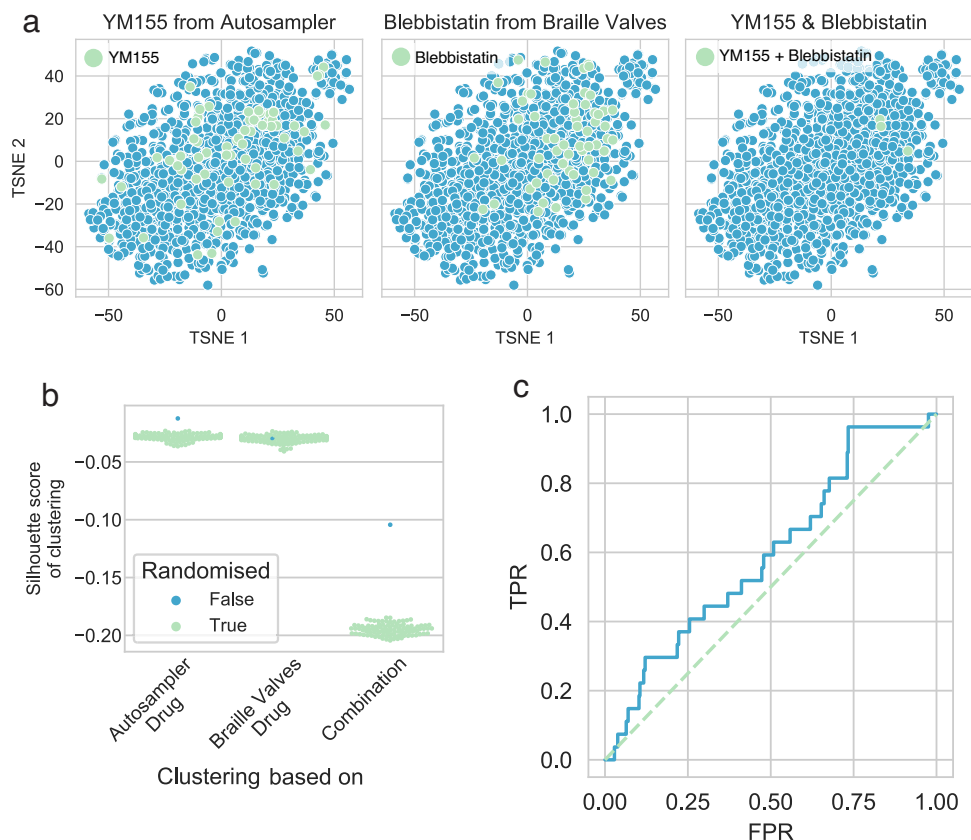 a
YM155 from Autosampler
Blebbistatin from Braille Valves
YM155 & Blebbistatin
YM155
Blebbistatin
YM155 + Blebbistatin
TSNE 2
40
20
0
−20
−40
−60
−50
0
50
−50
0
50
−50
0
50
TSNE 1
TSNE 1
TSNE 1
b
Silhouette score
of clustering
−0.05
−0.10
−0.15
−0.20
Randomised
False
True
Autosampler
Drug
Braille Valves
Drug
Combination
Clustering based on
c
TPR
1.0
0.8
0.6
0.4
0.2
0.0
0.00
0.25
0.50
0.75
1.00
FPR